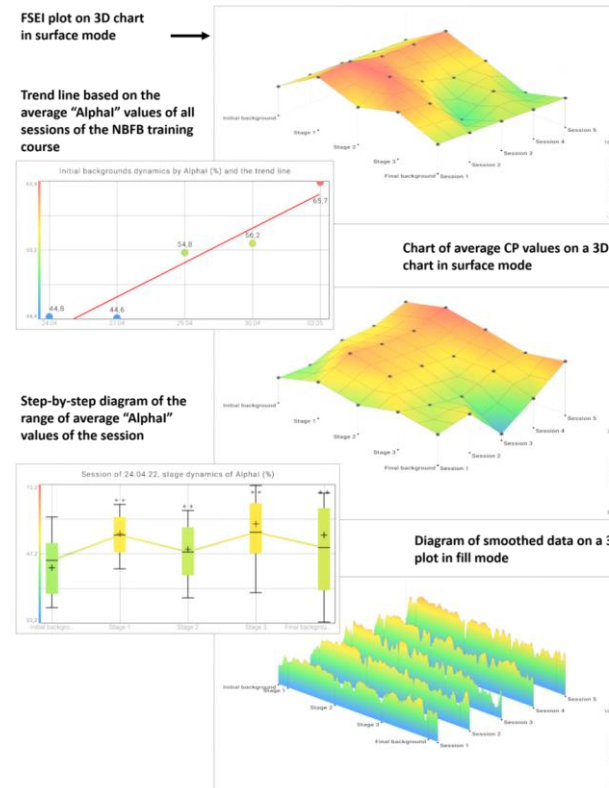 FSEI plot on 3D chart
in surface mode
Initial background
Stage 1
Stage 2
Stage 3
Final background
Session 1
Session 2
Session 3
Session 4
Session 5
Trend line based on the
average “AlphaI” values of all
sessions of the NBFB training
course
Initial backgrounds dynamics by AlphaI (%) and the trend line
44,8
44,6
54,8
56,2
65,7
24.04
27.04
30.04
Chart of average CP values on a 3D
chart in surface mode
Initial background
Stage 1
Stage 2
Stage 3
Final background
Session 1
Session 2
Session 3
Session 4
Session 5
Step-by-step diagram of the
range of average “AlphaI”
values of the session
Session of 24.04.22, stage dynamics of AlphaI (%)
47,2
Initial backgro...
Stage 1
Stage 2
Stage 3
Final backgrou...
Diagram of smoothed data on a 3
plot in fill mode
Initial background
Stage 1
Stage 2
Stage 3
Final background
Session 1
Session 2
Session 3
Session 4
Session 5